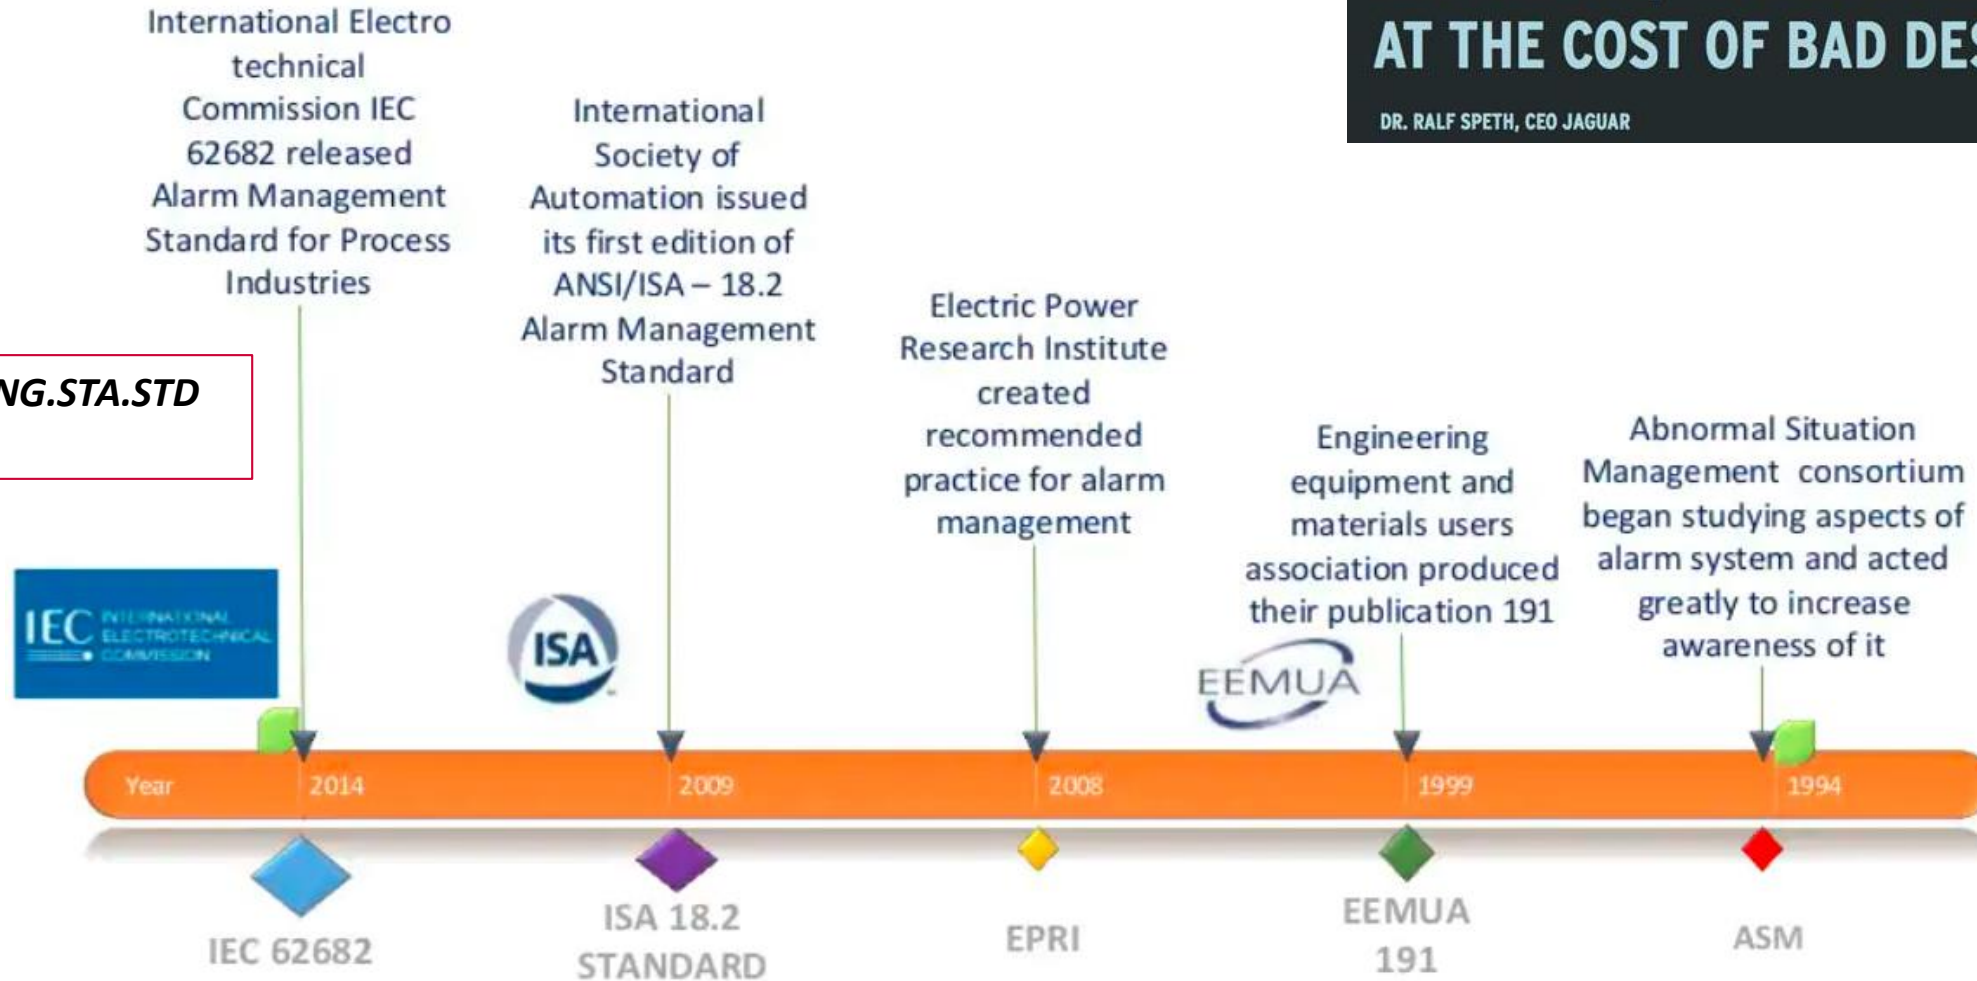 AT THE COST OF BAD DES
DR. RALF SPETH, CEO JAGUAR
International Electro
technical
Commission IEC
62682 released
Alarm Management
Standard for Process
Industries
International
Society of
Automation issued
its first edition of
ANSI/ISA – 18.2
Alarm Management
Standard
Electric Power
Research Institute
created
recommended
practice for alarm
management
Engineering
equipment and
materials users
association produced
their publication 191
Abnormal Situation
Management consortium
began studying aspects of
alarm system and acted
greatly to increase
awareness of it
NG.STA.STD
IEC INTERNATIONAL
ELECTROTECHNICAL
COMMISSION
ISA
EEMUA
Year 2014 2009 2008 1999 1994
IEC 62682
ISA 18.2
STANDARD
EPRI
EEMUA
191
ASM